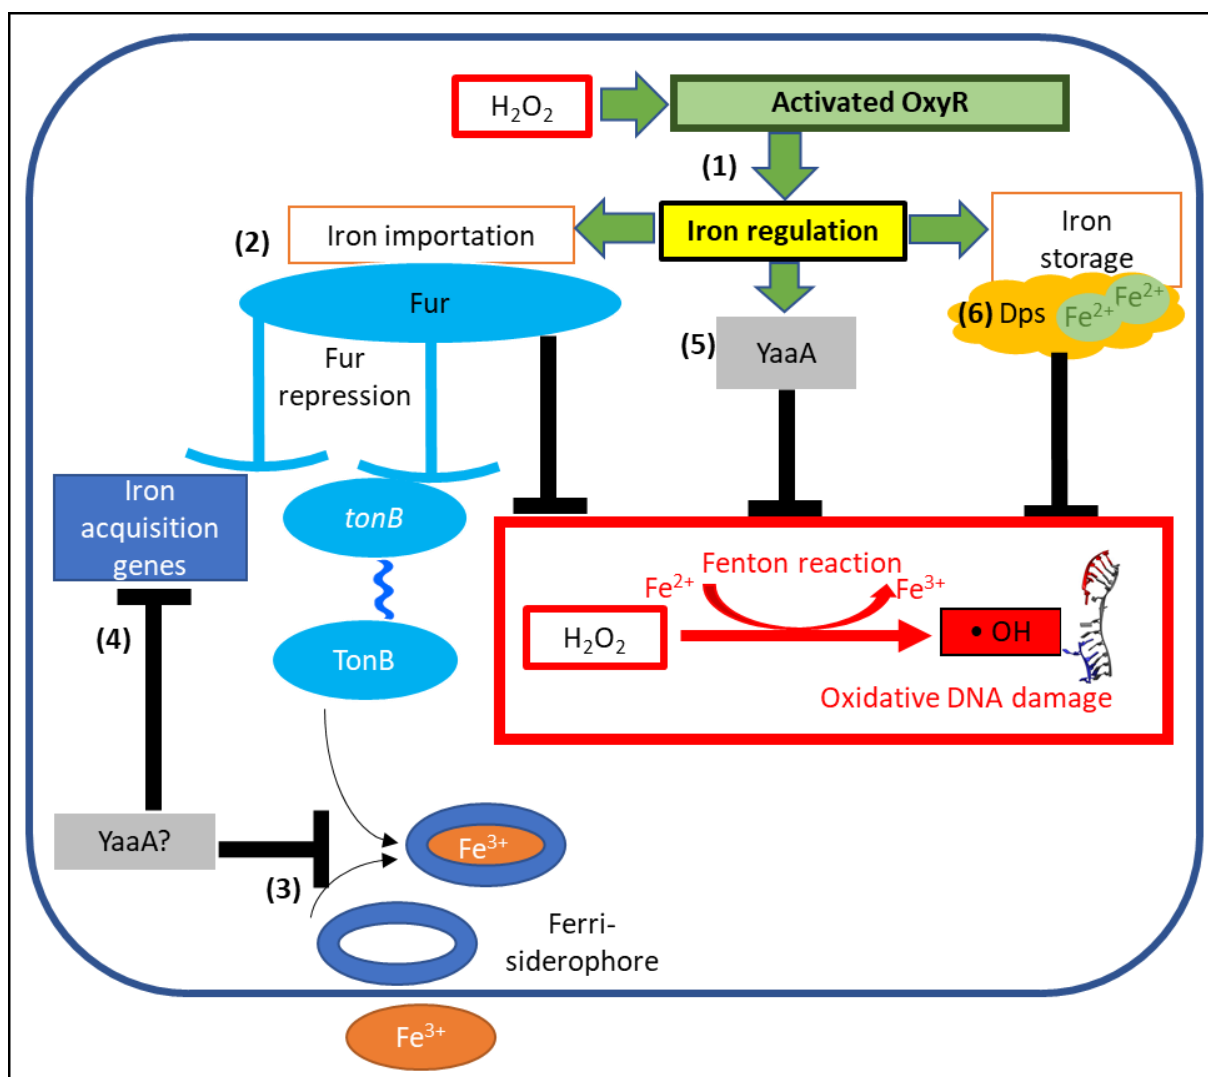 H₂O₂
Activated OxyR
(1)
(2)
Iron importation
Iron regulation
Iron
storage
Fur
(6) Dps
Fe²⁺
Fe²⁺
Fur
repression
(5)
YaaA
Iron
acquisition
genes
tonB
Fenton reaction
Fe²⁺
Fe³⁺
H₂O₂
• OH
(4)
TonB
Oxidative DNA damage
YaaA?
(3)
Fe³⁺
Ferri-
siderophore
Fe³⁺